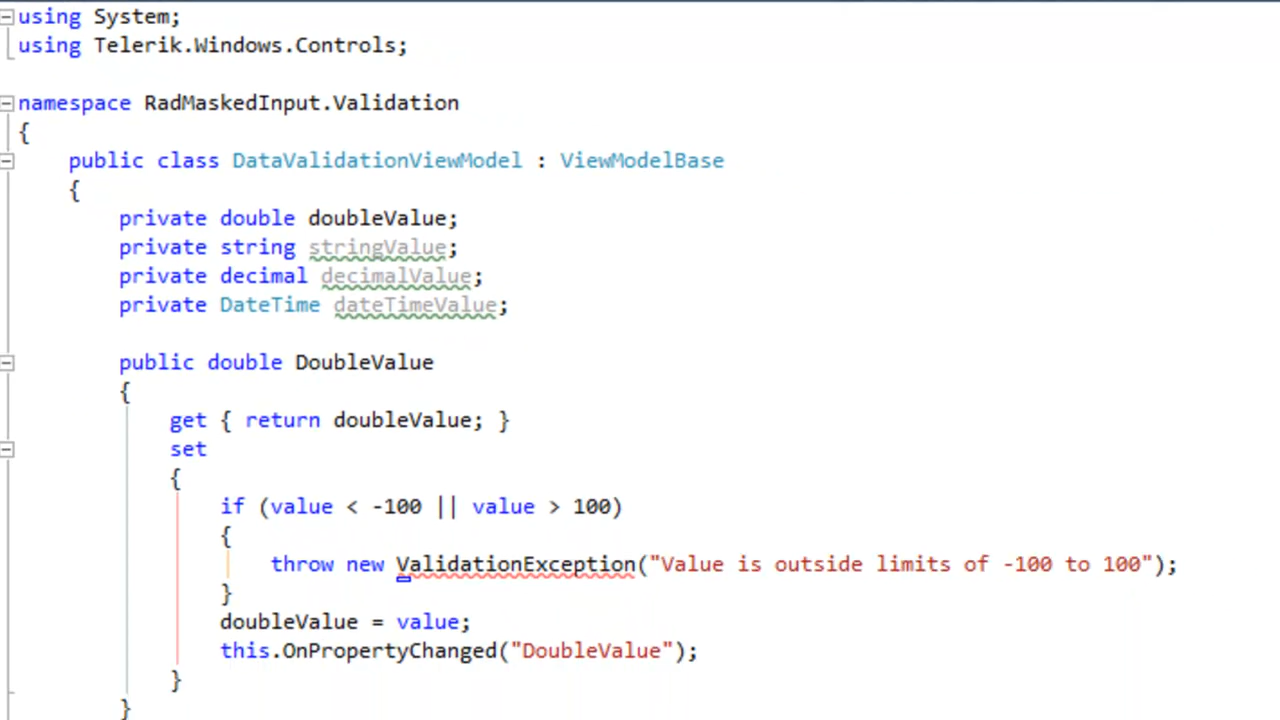 using System;
using Telerik.Windows.Controls;
namespace RadMaskedInput.Validation
{
public class DataValidationViewModel : ViewModelBase
{
private double doubleValue;
private string stringValue;
private decimal decimalValue;
private DateTime dateTimeValue;
public double DoubleValue
{
get { return doubleValue; }
set
{
if (value < -100 || value > 100)
{
throw new ValidationException("Value is outside limits of -100 to 100");
}
doubleValue = value;
this.OnPropertyChanged("DoubleValue");
}
}